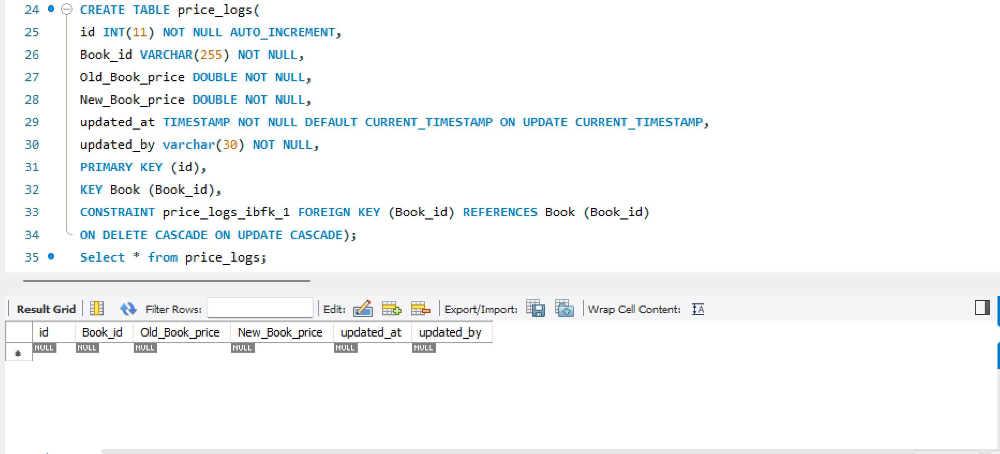 24 CREATE TABLE price_logs(
25 id INT(11) NOT NULL AUTO_INCREMENT,
26 Book_id VARCHAR(255) NOT NULL,
27 Old_Book_price DOUBLE NOT NULL,
28 New_Book_price DOUBLE NOT NULL,
29 updated_at TIMESTAMP NOT NULL DEFAULT CURRENT_TIMESTAMP ON UPDATE CURRENT_TIMESTAMP,
30 updated_by varchar(30) NOT NULL,
31 PRIMARY KEY (id),
32 KEY Book (Book_id),
33 CONSTRAINT price_logs_ibfk_1 FOREIGN KEY (Book_id) REFERENCES Book (Book_id)
34 ON DELETE CASCADE ON UPDATE CASCADE);
35 Select * from price_logs;
Result Grid Filter Rows: Edit: Export/Import: Wrap Cell Content: IA
id Book_id Old_Book_price New_Book_price updated_at updated_by
NULL NULL NULL NULL NULL NULL